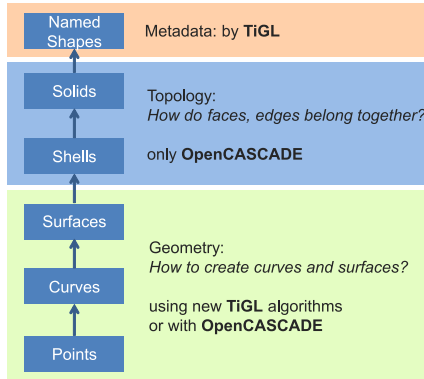 Named
Shapes
Metadata: by TiGL
Solids
Topology:
How do faces, edges belong together?
Shells
only OpenCASCADE
Surfaces
Geometry:
How to create curves and surfaces?
Curves
using new TiGL algorithms
or with OpenCASCADE
Points